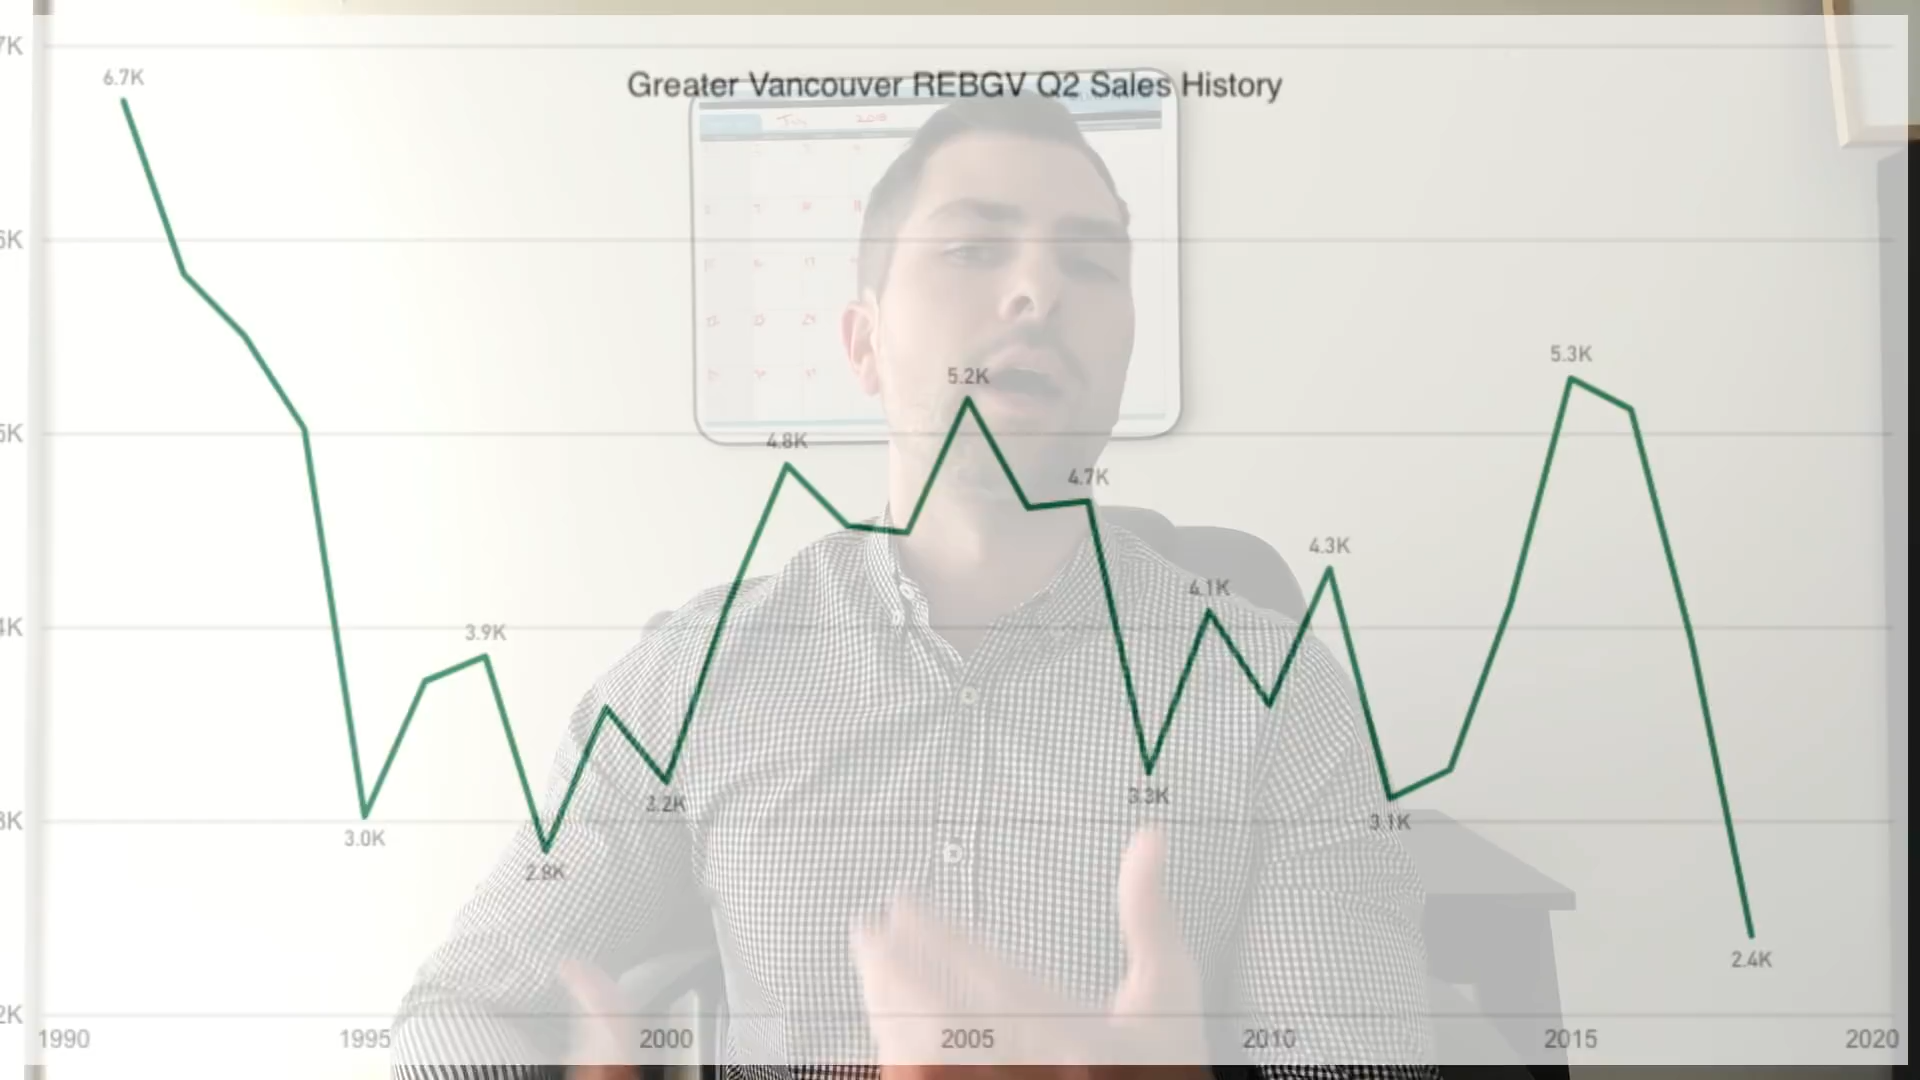 Greater Vancouver REBGV Q2 Sales History
7K
6.7K
July 2018
6K
5.3K
5.2K
5K
4.8K
4.7K
4.3K
4.1K
4K
3.9K
3.2K
3.3K
3K
3.1K
3.0K
2.8K
2.4K
2K
1990 1995 2000 2005 2010 2015 2020